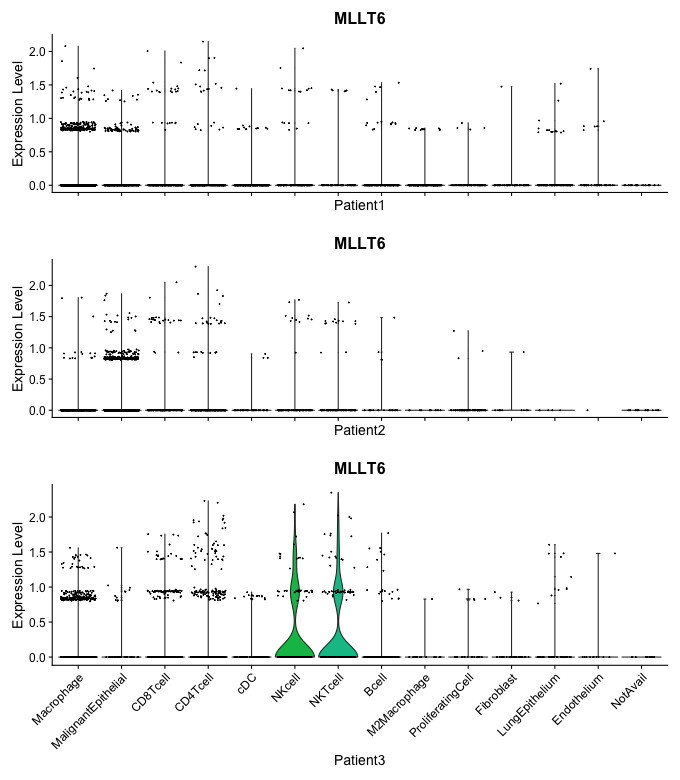 MLLT6
Expression Level
2.0
1.5
1.0
0.5
0.0
Patient1
MLLT6
Expression Level
2.0
1.5
1.0
0.5
0.0
Patient2
MLLT6
Expression Level
2.0
1.5
1.0
0.5
0.0
Macrophage
MalignantEpithelial
CD8Tcell
CD4Tcell
cDC
NKcell
NKTcell
Bcell
M2Macrophage
ProliferatingCell
Fibroblast
LungEpithelium
Endothelium
NotAvail
Patient3